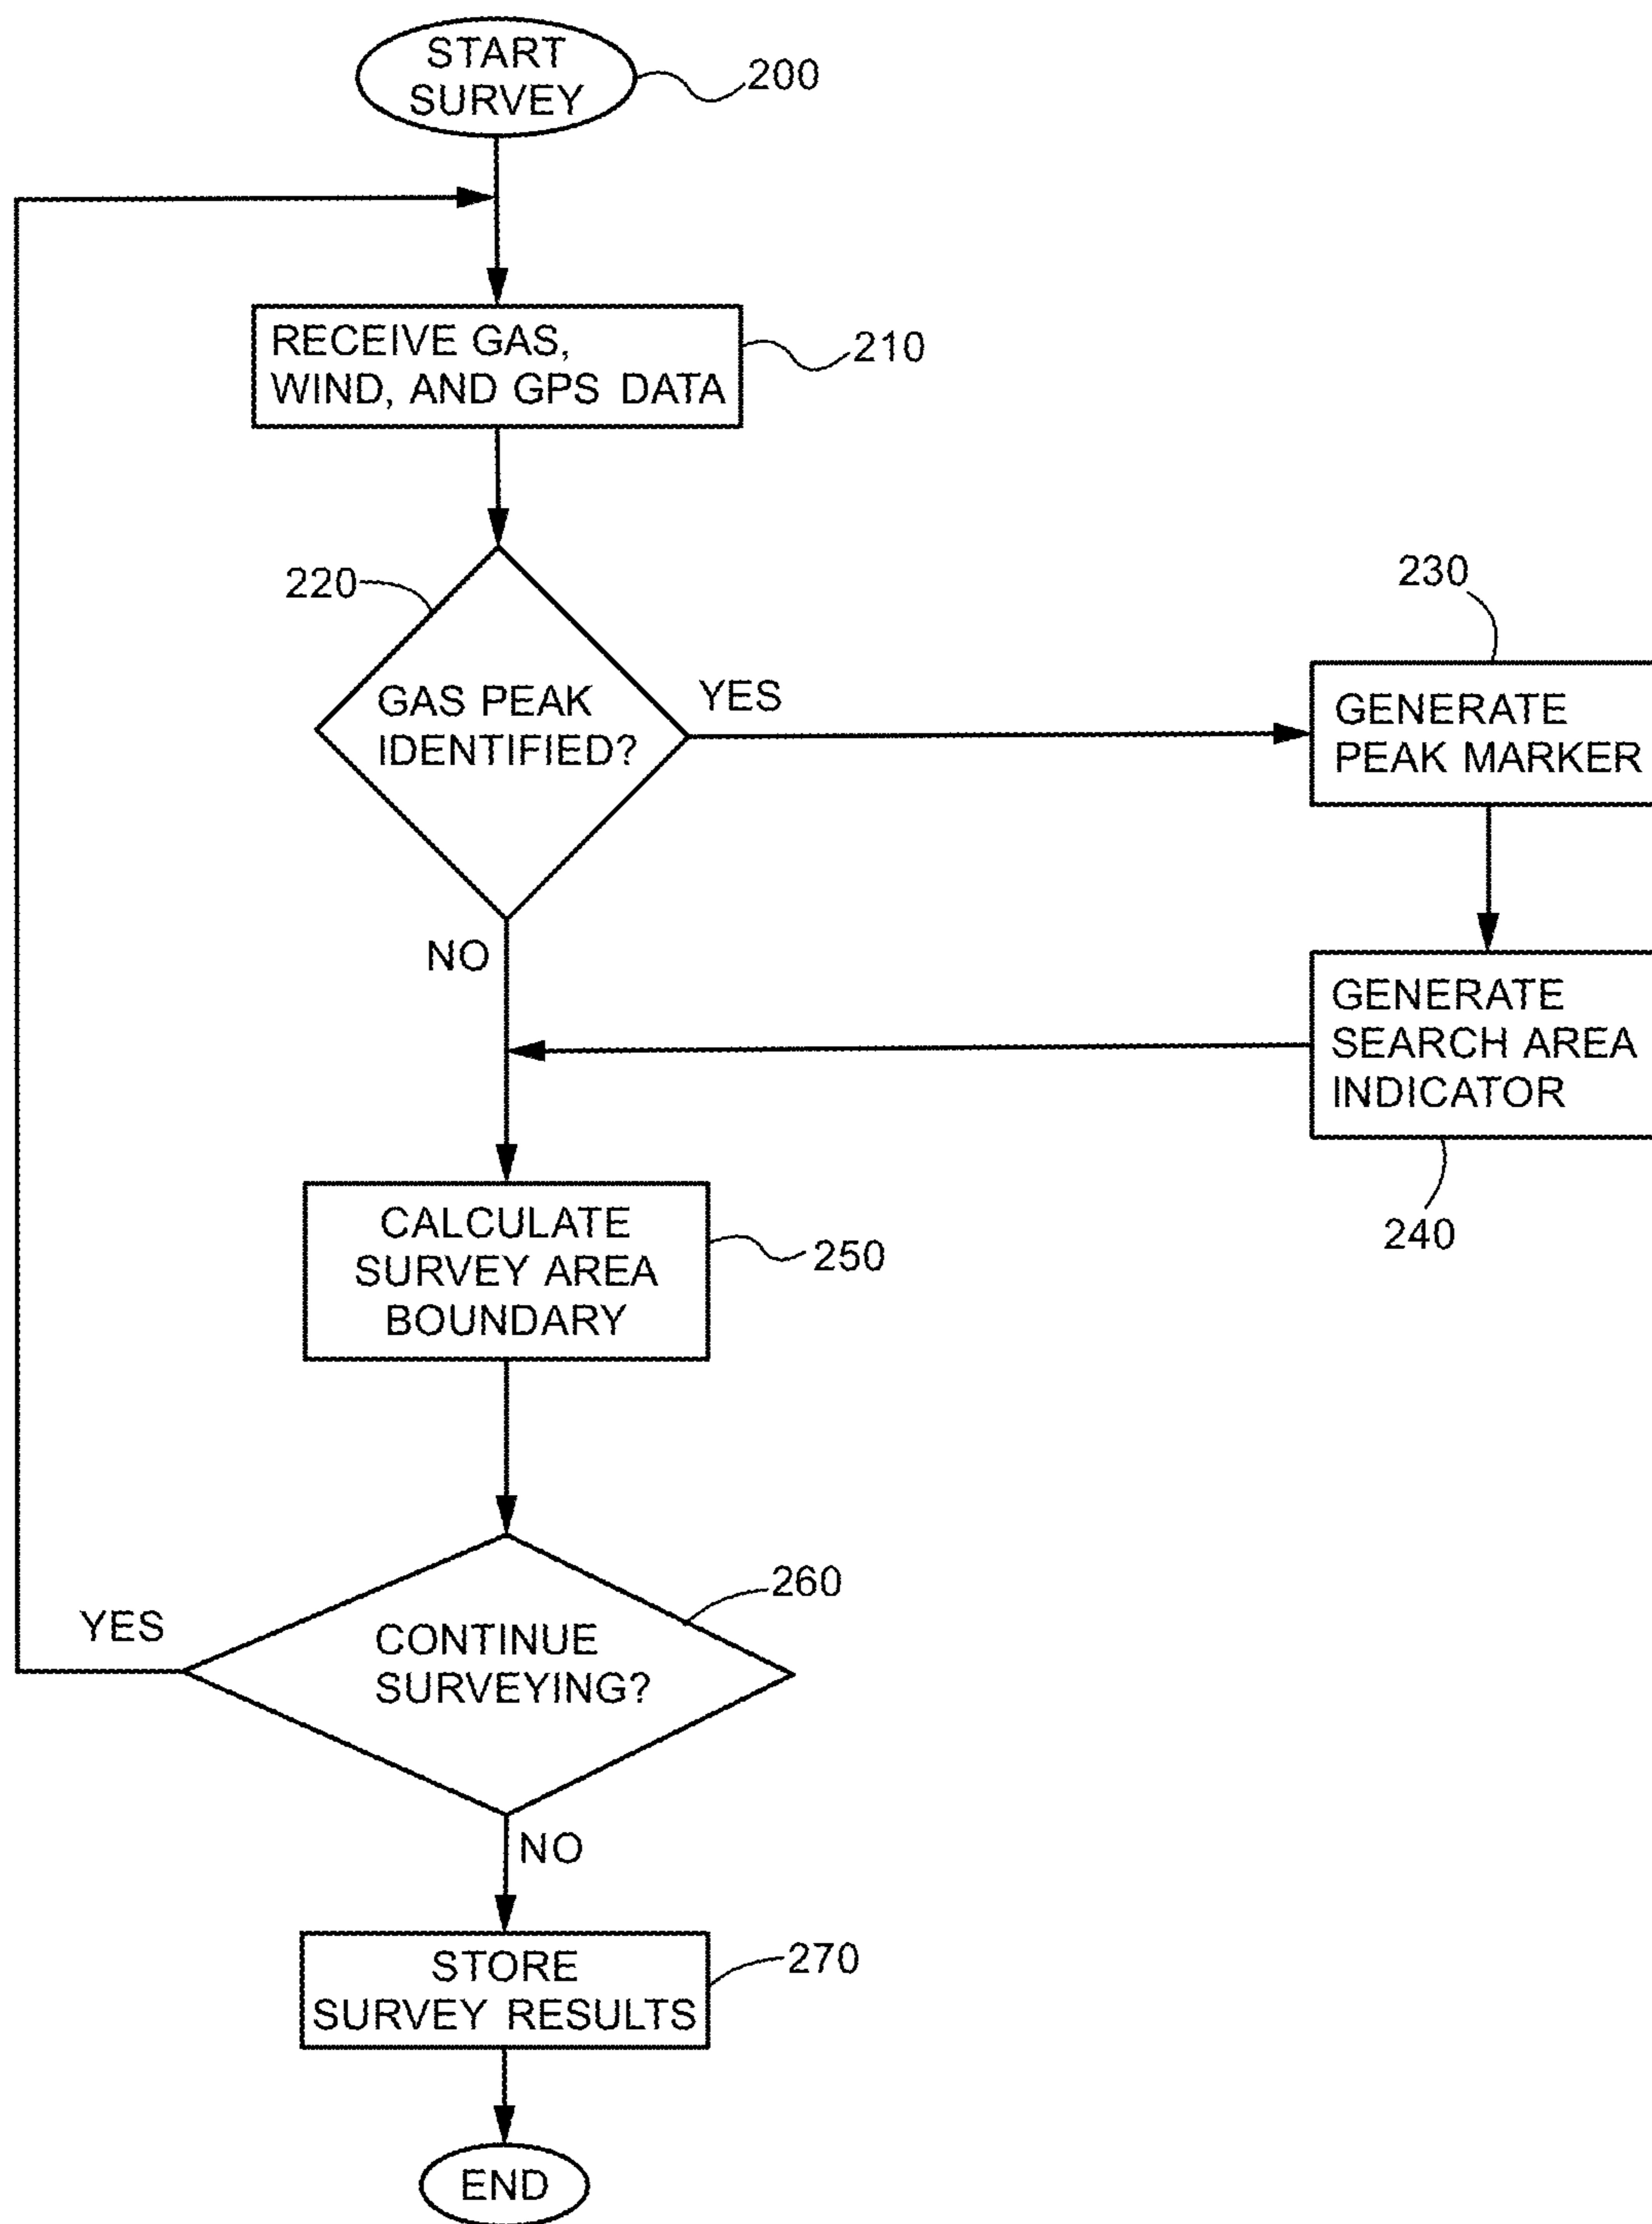 START
SURVEY
200
RECEIVE GAS,
WIND, AND GPS DATA
210
220
GAS PEAK
IDENTIFIED?
YES
230
GENERATE
PEAK MARKER
NO
GENERATE
SEARCH AREA
INDICATOR
240
CALCULATE
SURVEY AREA
BOUNDARY
250
260
YES
CONTINUE
SURVEYING?
NO
STORE
SURVEY RESULTS
270
END